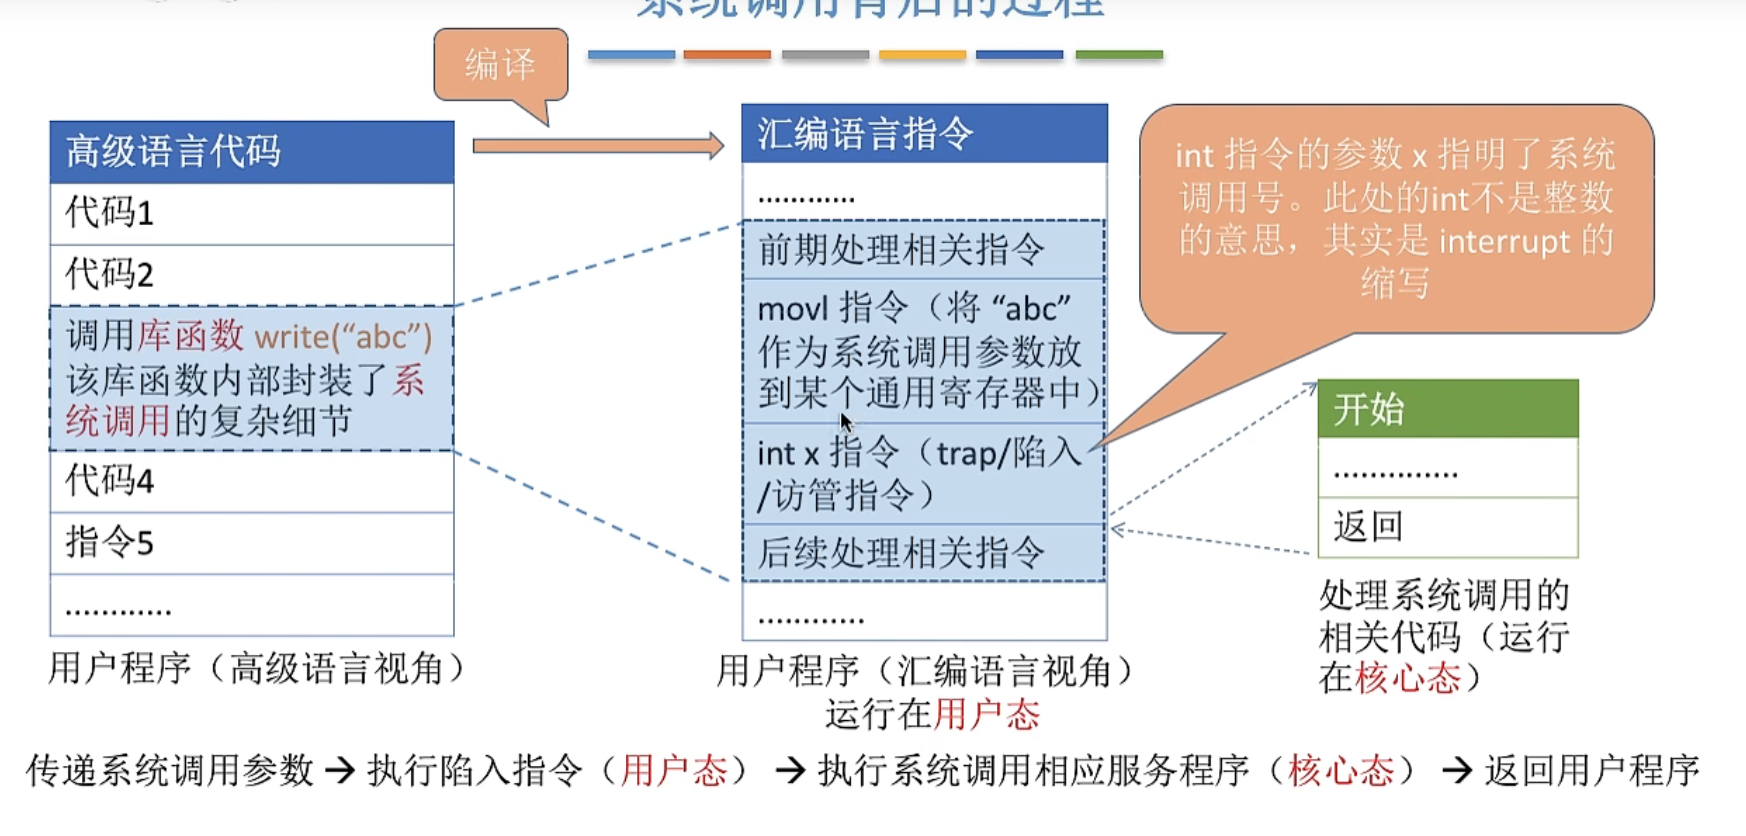 系统调用背后的过程
编译
高级语言代码
代码1
代码2
调用库函数 write(“abc”)
该库函数内部封装了系
统调用的复杂细节
代码4
指令5
............
用户程序（高级语言视角）
汇编语言指令
............
前期处理相关指令
movl 指令（将 “abc”
作为系统调用参数放
到某个通用寄存器中）
int x 指令（trap/陷入
/访管指令）
后续处理相关指令
............
用户程序（汇编语言视角）
运行在用户态
int 指令的参数 x 指明了系统
调用号。此处的int不是整数
的意思，其实是 interrupt 的
缩写
开始
..............
返回
处理系统调用的
相关代码（运行
在核心态）
传递系统调用参数 → 执行陷入指令（用户态） → 执行系统调用相应服务程序（核心态） → 返回用户程序